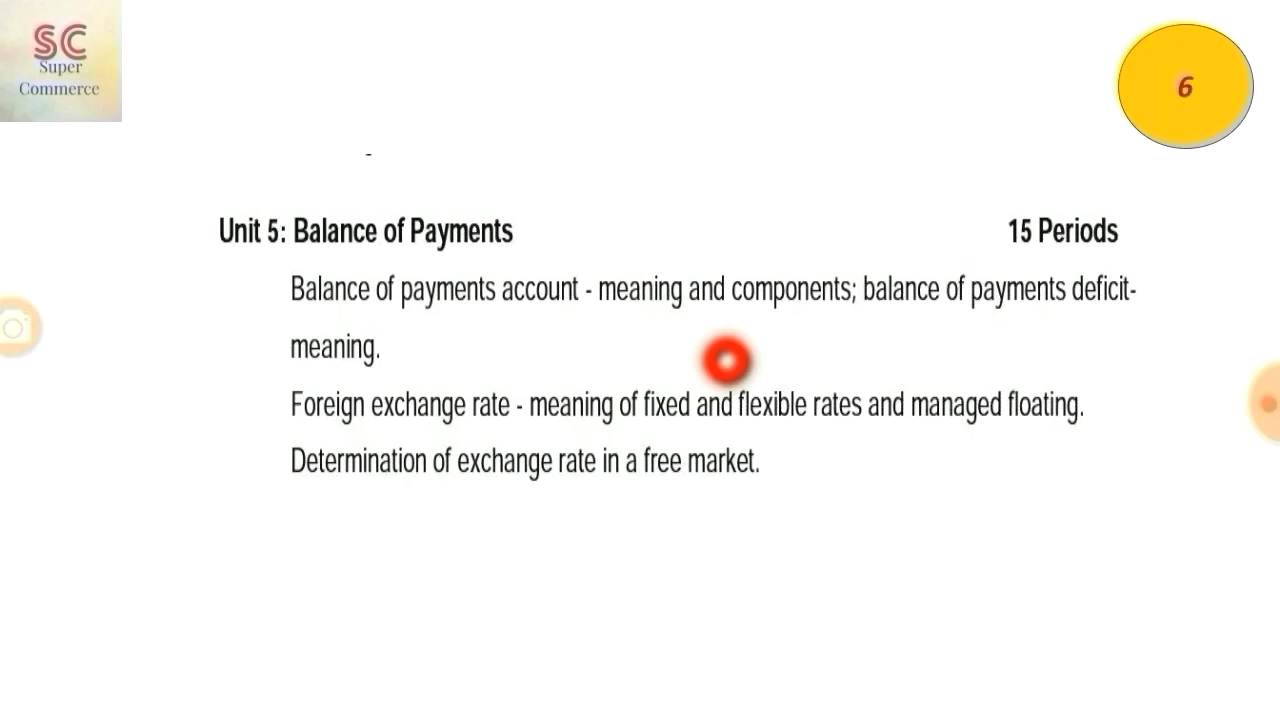 SC
Super
Commerce
6
Unit 5: Balance of Payments 15 Periods
Balance of payments account - meaning and components; balance of payments deficit-
meaning.
Foreign exchange rate - meaning of fixed and flexible rates and managed floating.
Determination of exchange rate in a free market.